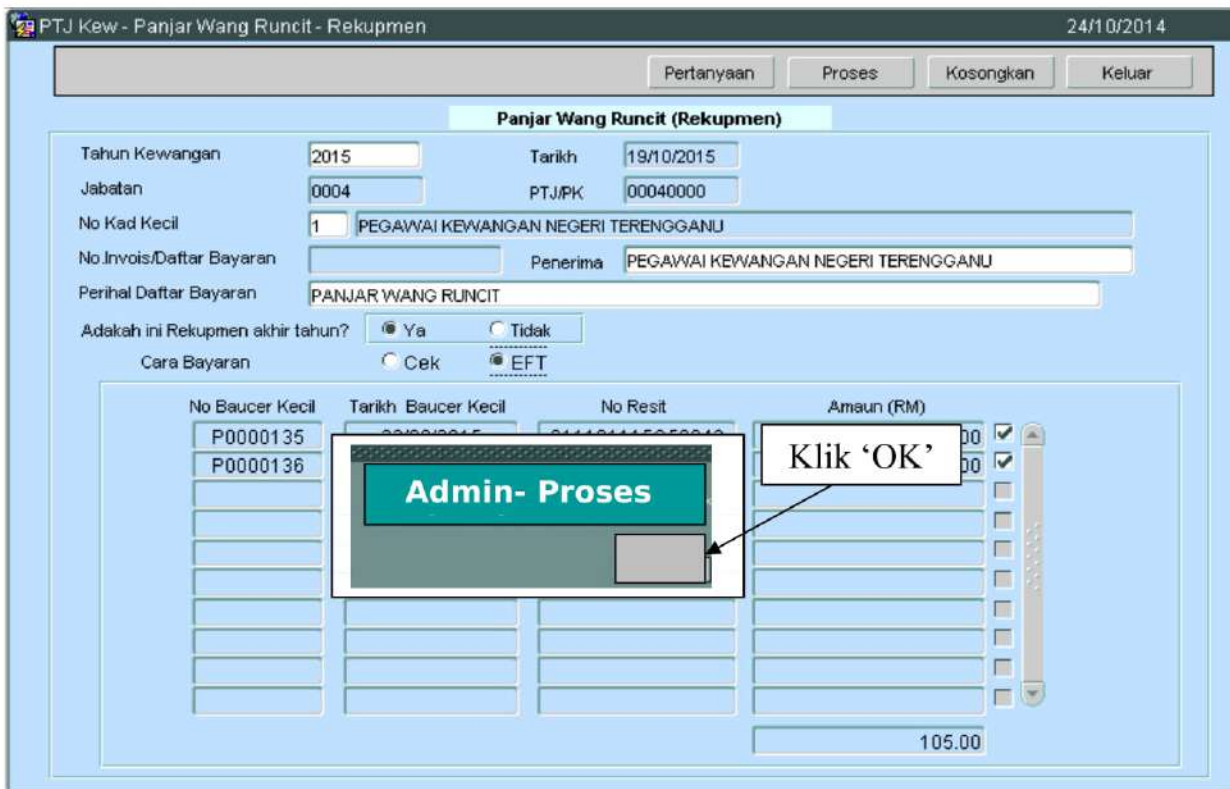 PTJ Kew - Panjar Wang Runcit - Rekupmen 24/10/2014
Pertanyaan Proses Kosongkan Keluar
Panjar Wang Runcit (Rekupmen)
Tahun Kewangan 2015 Tarikh 19/10/2015
Jabatan 0004 PTJ/PK 00040000
No Kad Kecil 1 PEGAWAI KEWANGAN NEGERI TERENGGANU
No.Invois/Daftar Bayaran Penerima PEGAWAI KEWANGAN NEGERI TERENGGANU
Perihal Daftar Bayaran PANJAR WANG RUNCIT
Adakah ini Rekupmen akhir tahun? Ya Tidak
Cara Bayaran Cek EFT
No Baucer Kecil Tarikh Baucer Kecil No Resit Amaun (RM)
P0000135 00
P0000136 00
Klik ‘OK’
Admin- Proses
105.00